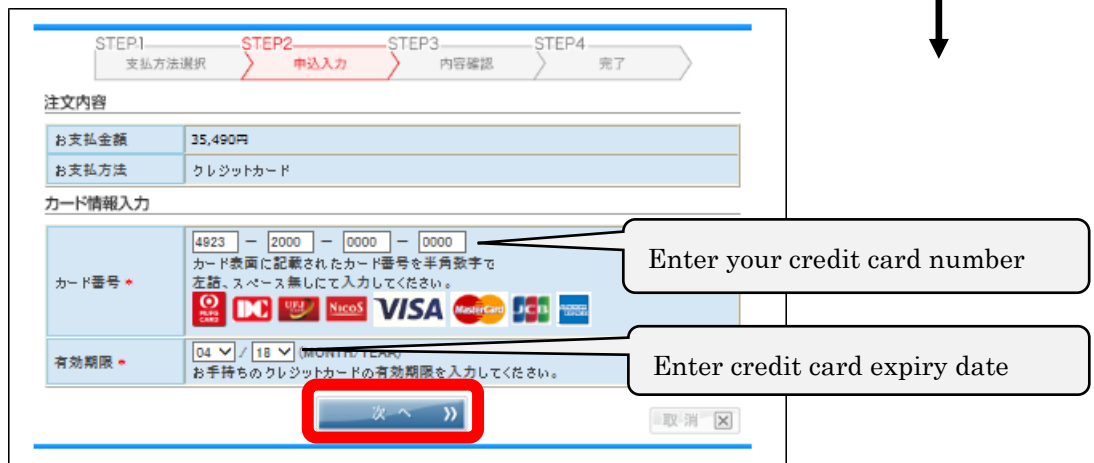 STEP1 STEP2 STEP3 STEP4
支払方法選択 申込入力 内容確認 完了
注文内容
お支払金額 35,490円
お支払方法 クレジットカード
カード情報入力
カード番号 * 4923 - 2000 - 0000 - 0000
カード表面に記載されたカード番号を半角数字で
左詰、スペース無しにて入力してください。
MUFG CARD DC UFJ NICOS VISA MasterCard JCB AMERICAN EXPRESS
Enter your credit card number
有効期限 * 04 / 18 (MONTH/YEAR)
お手持ちのクレジットカードの有効期限を入力してください。
Enter credit card expiry date
次へ »
取消 ×